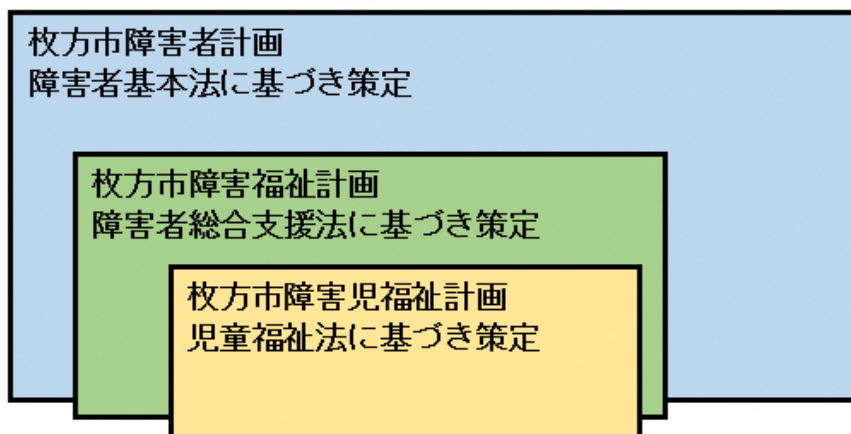 枚方市障害者計画
障害者基本法に基づき策定
枚方市障害福祉計画
障害者総合支援法に基づき策定
枚方市障害児福祉計画
児童福祉法に基づき策定